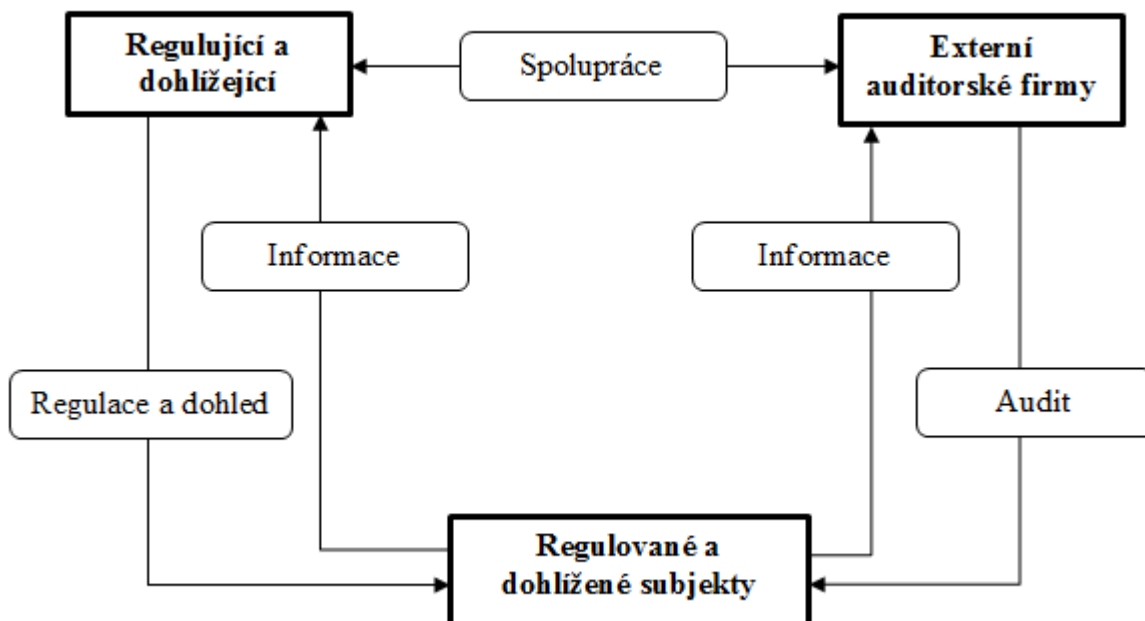 Regulující a
dohlížející
Spolupráce
Externí
auditorské firmy
Informace
Informace
Regulace a dohled
Audit
Regulované a
dohlížené subjekty